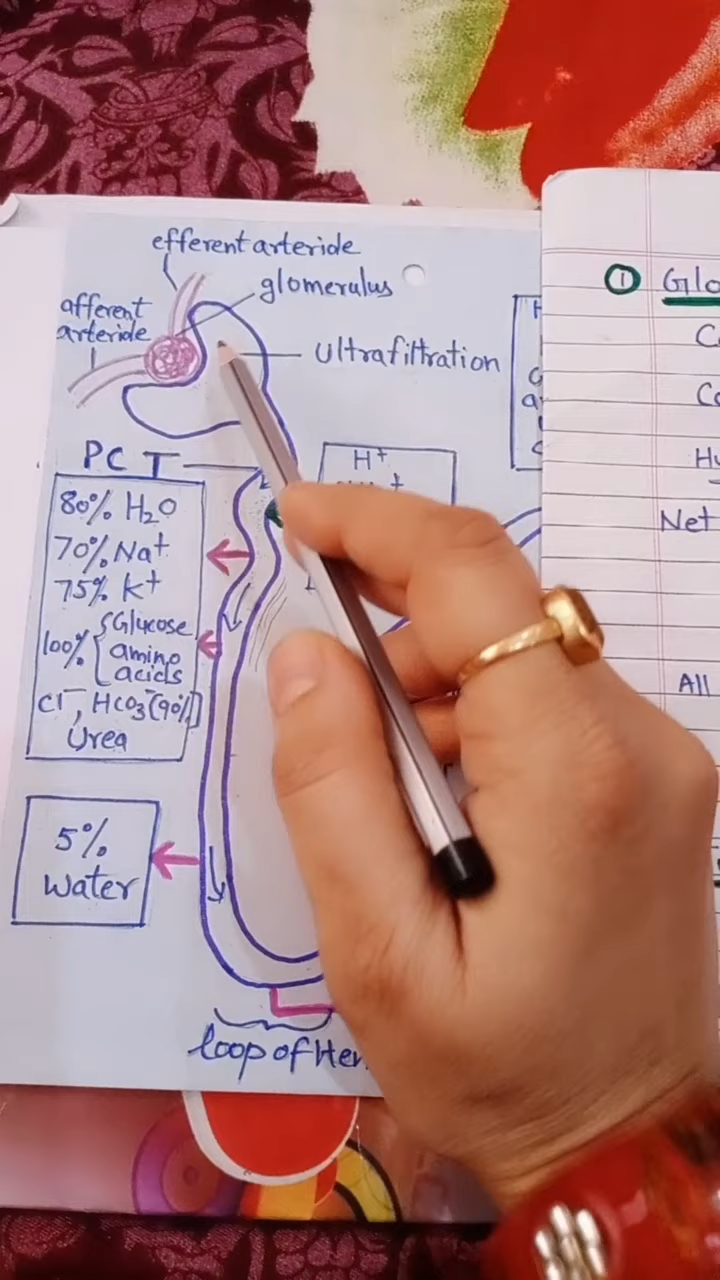 efferent arteride
glomerulus
afferent
arteride
Ultrafiltration
PCT
80% H₂O
70% Na⁺
75% K⁺
100% { Glucose
amino
acids
Cl⁻, HCO₃⁻ (90%)
Urea
5%
Water
loop of Hen
H⁺
① Glo
Net
All